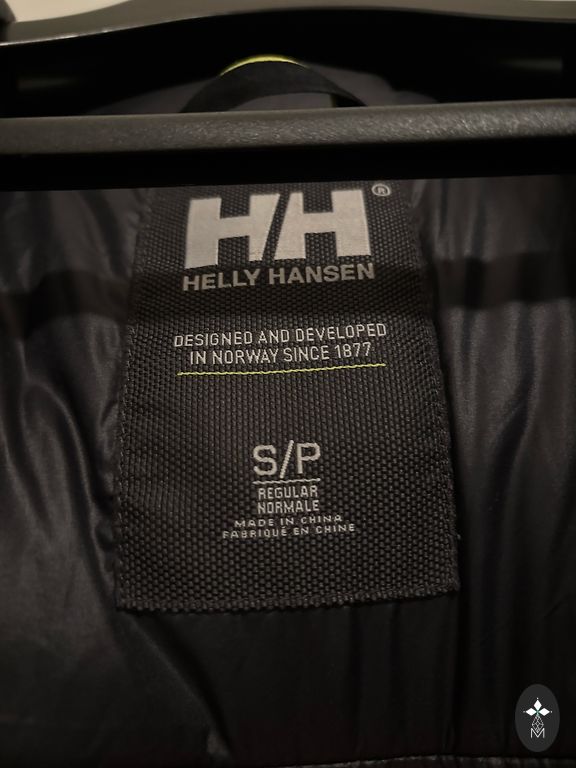 HH®
HELLY HANSEN
DESIGNED AND DEVELOPED
IN NORWAY SINCE 1877
S/P
REGULAR
NORMALE
MADE IN CHINA
FABRIQUÉ EN CHINE
M